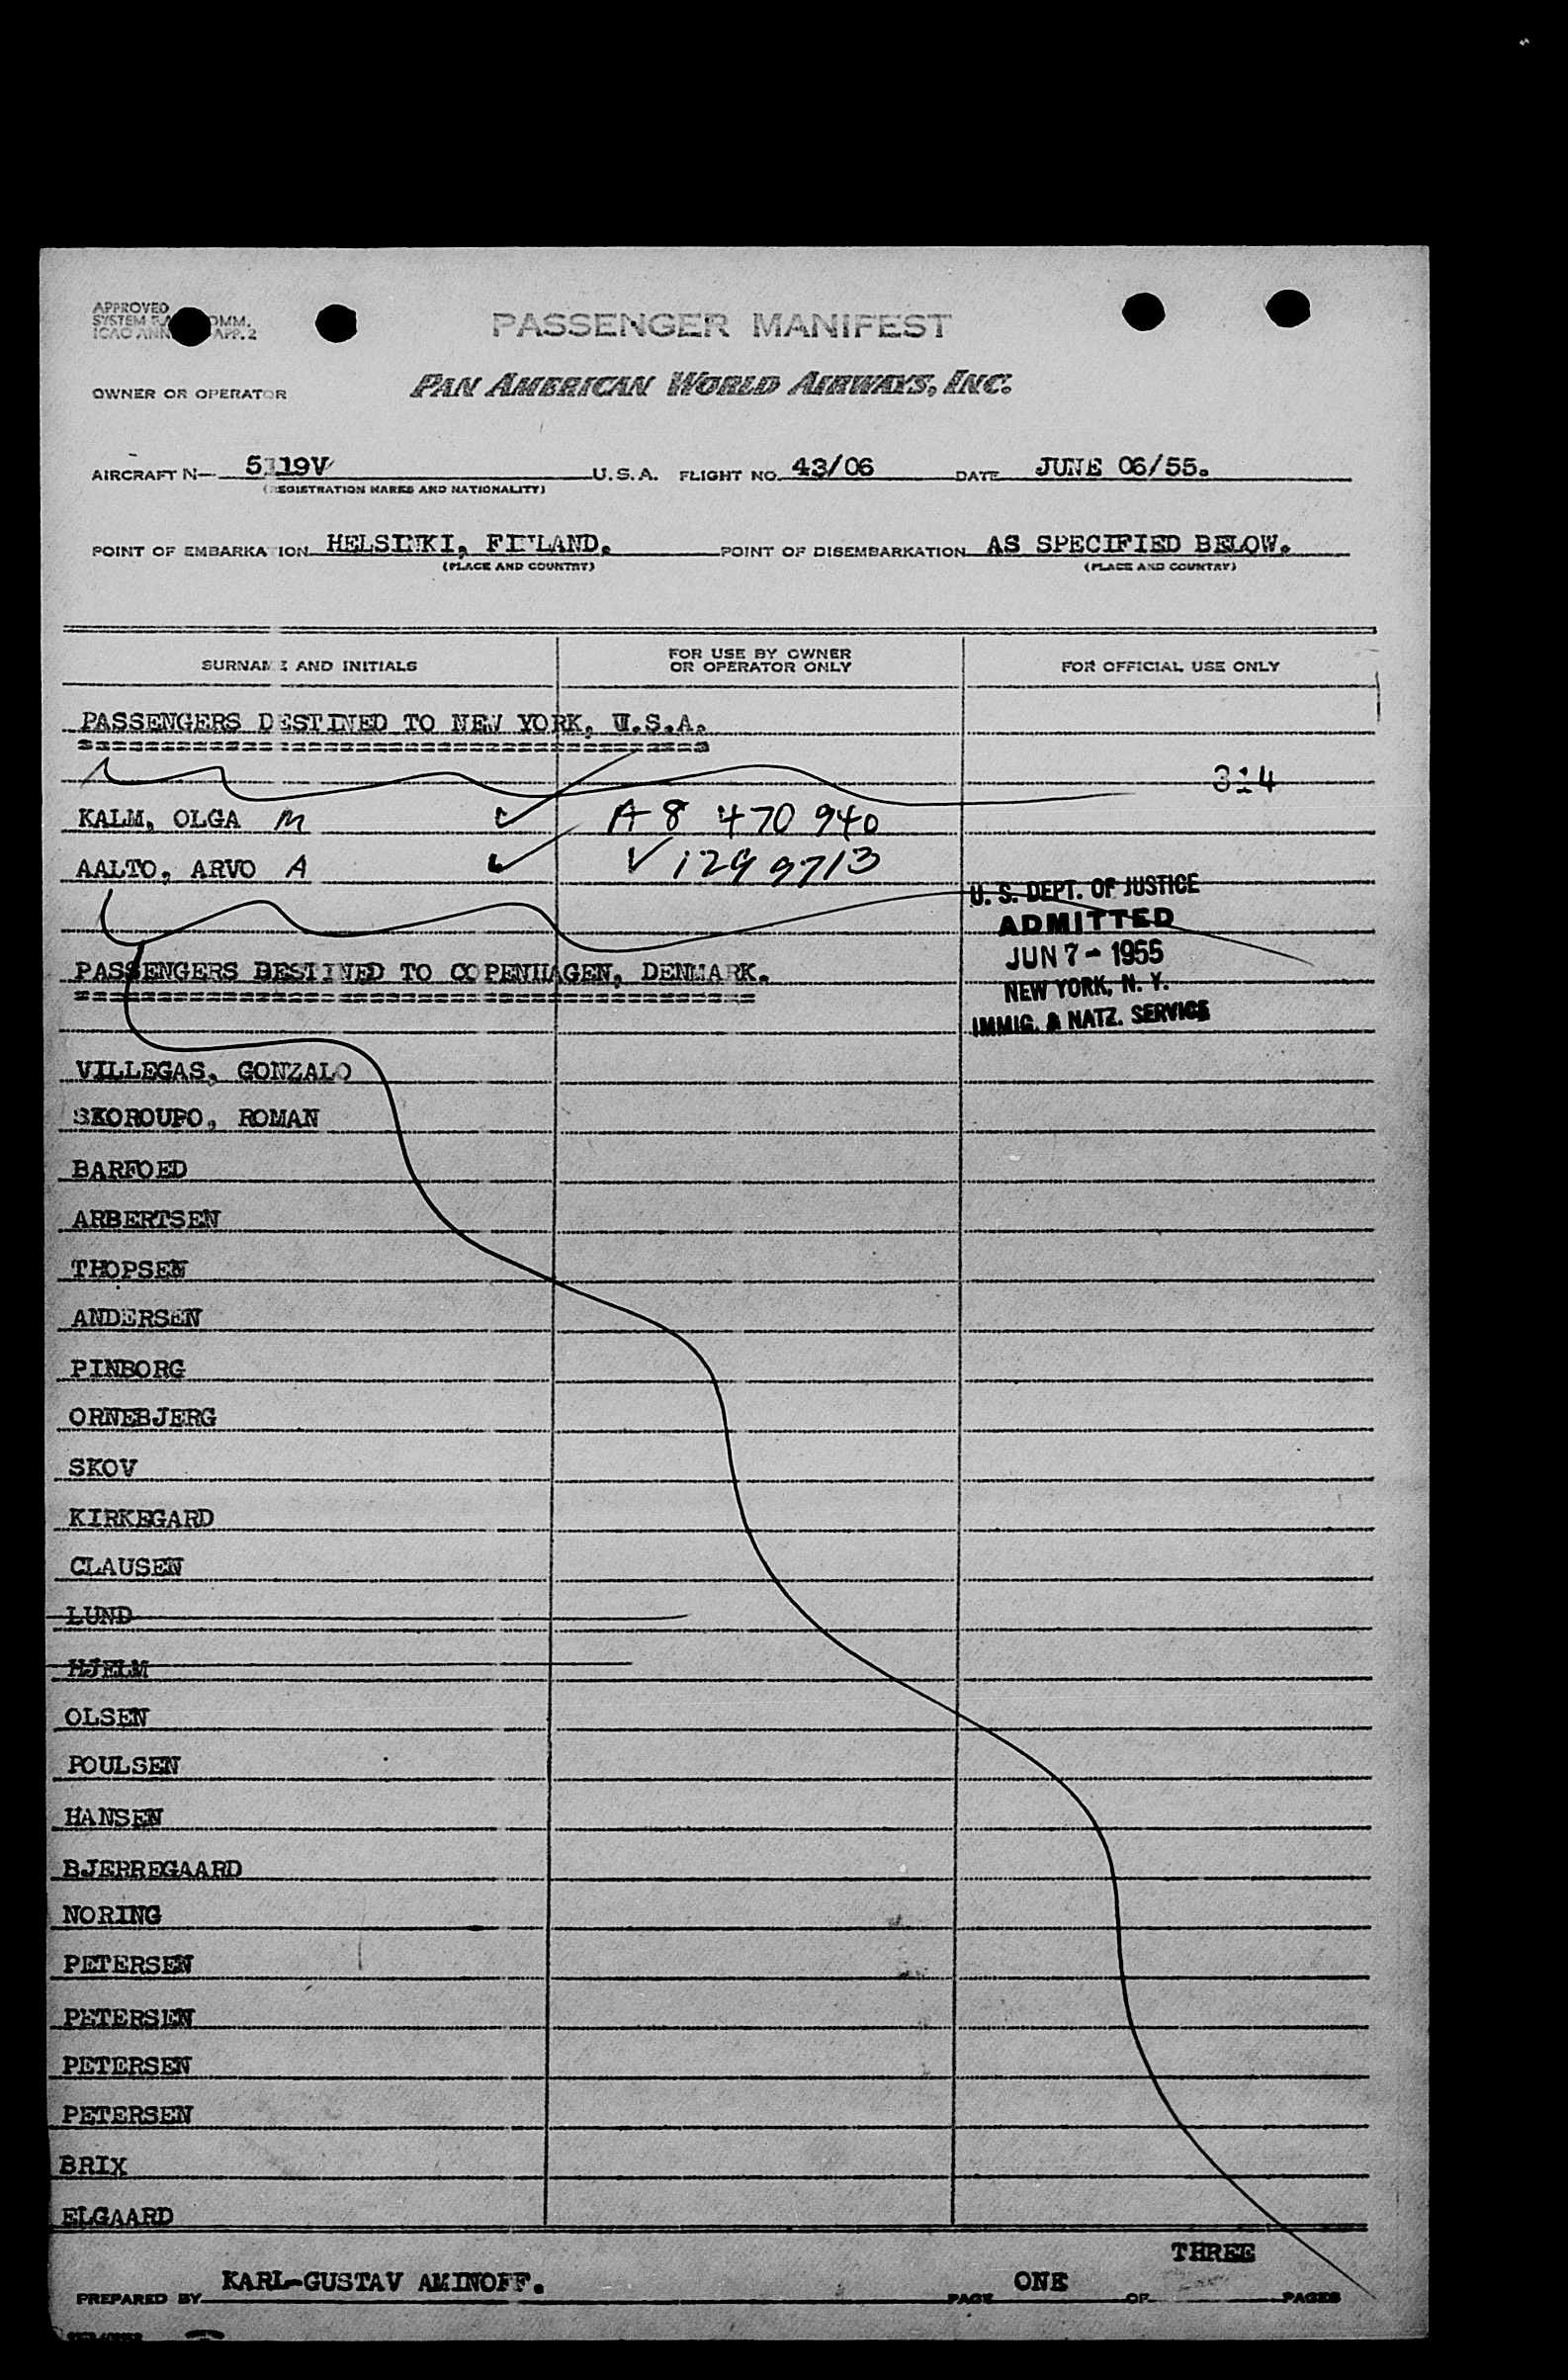 APPROVED
SYSTEM OMM.
ICAO ANN APP. 2
PASSENGER MANIFEST
OWNER OR OPERATOR PAN AMERICAN WORLD AIRWAYS, INC.
AIRCRAFT N— 5119V U.S.A. FLIGHT NO. 43/06 DATE JUNE 06/55.
(REGISTRATION MARKS AND NATIONALITY)
POINT OF EMBARKATION HELSINKI, FINLAND. POINT OF DISEMBARKATION AS SPECIFIED BELOW.
(PLACE AND COUNTRY) (PLACE AND COUNTRY)
SURNAME AND INITIALS FOR USE BY OWNER OR OPERATOR ONLY FOR OFFICIAL USE ONLY
PASSENGERS DESTINED TO NEW YORK, U.S.A.
314
KALM, OLGA M A8 470 940
AALTO, ARVO A V 1299713
U. S. DEPT. OF JUSTICE
ADMITTED
JUN 7 - 1955
NEW YORK, N. Y.
IMMIG. & NATZ. SERVICE
PASSENGERS DESTINED TO COPENHAGEN, DENMARK.
VILLEGAS, GONZALO
SKOROUPO, ROMAN
BARFOED
ARBERTSEN
THOPSEN
ANDERSEN
PINBORG
ORNEBJERG
SKOV
KIRKEGARD
CLAUSEN
LUND
HJELM
OLSEN
POULSEN
HANSEN
BJERREGAARD
NORING
PETERSEN
PETERSEN
PETERSEN
PETERSEN
BRIX
ELGAARD
PREPARED BY KARL-GUSTAV AMINOFF. PAGE ONE OF THREE PAGES